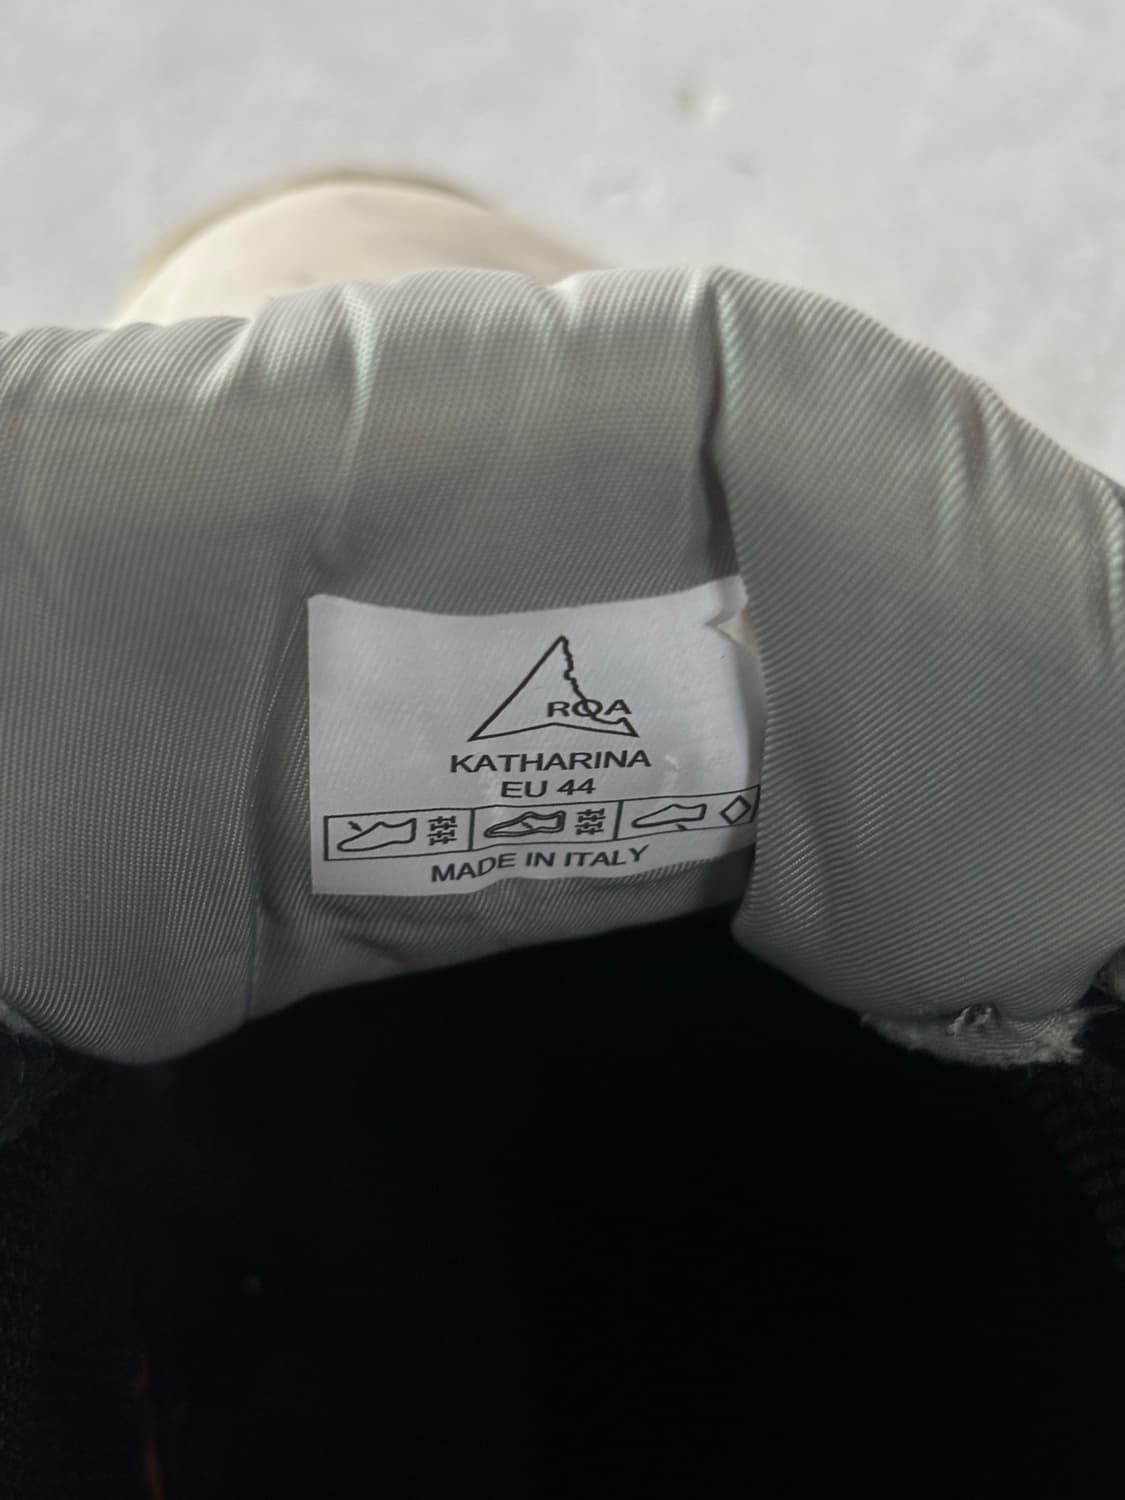 ROA
KATHARINA
EU 44
MADE IN ITALY